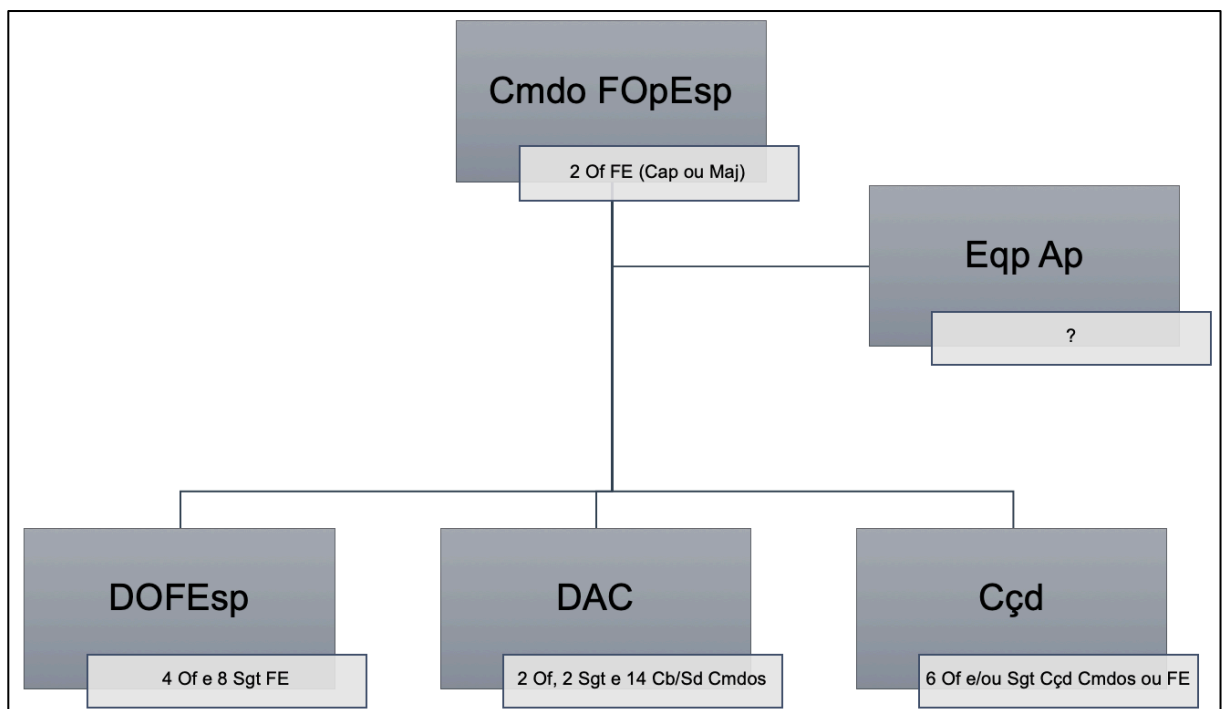 Cmdo FOpEsp
2 Of FE (Cap ou Maj)
Eqp Ap
?
DOFEsp
4 Of e 8 Sgt FE
DAC
2 Of, 2 Sgt e 14 Cb/Sd Cmdos
Cçd
6 Of e/ou Sgt Cçd Cmdos ou FE